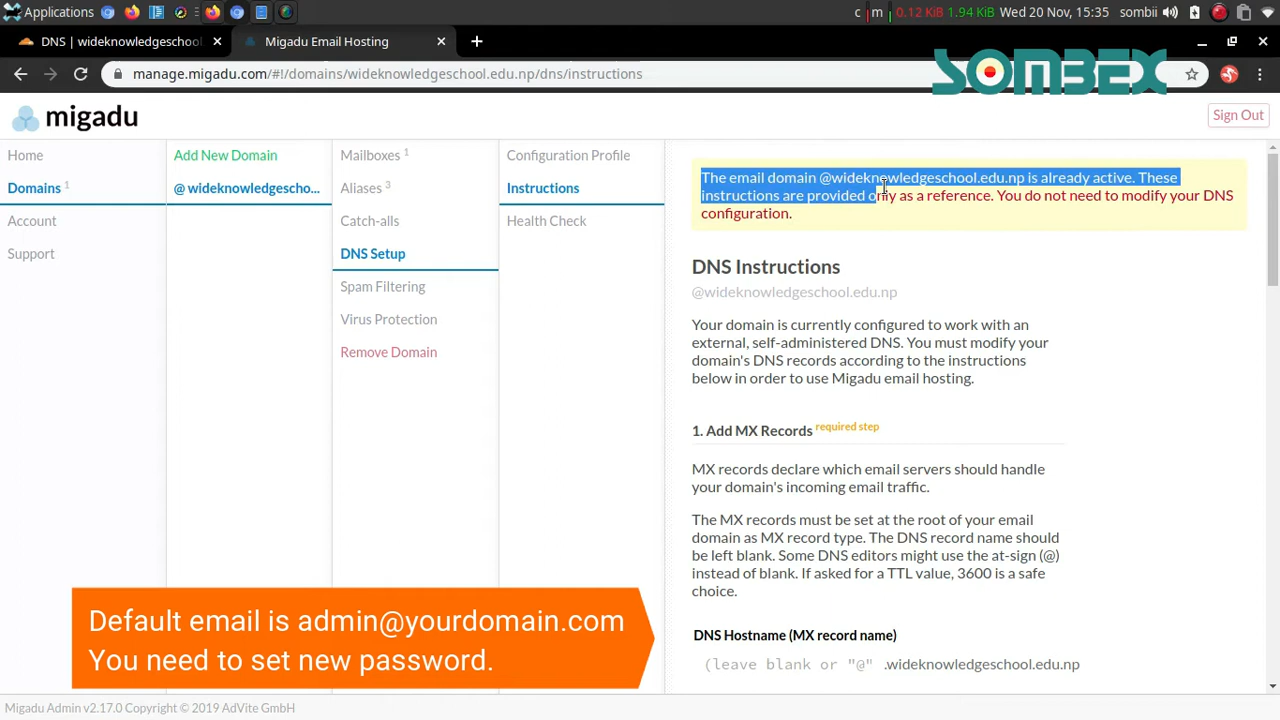 Applications
c m 0.12 KiB 1.94 KiB Wed 20 Nov, 15:35 sombii
DNS | wideknowledgeschool
Migadu Email Hosting
manage.migadu.com/#!/domains/wideknowledgeschool.edu.np/dns/instructions
SOMBEX
migadu
Sign Out
Home
Domains 1
Account
Support
Add New Domain
@ wideknowledgescho...
Mailboxes 1
Aliases 3
Catch-alls
DNS Setup
Spam Filtering
Virus Protection
Remove Domain
Configuration Profile
Instructions
Health Check
The email domain @wideknowledgeschool.edu.np is already active. These
instructions are provided only as a reference. You do not need to modify your DNS
configuration.
DNS Instructions
@wideknowledgeschool.edu.np
Your domain is currently configured to work with an
external, self-administered DNS. You must modify your
domain's DNS records according to the instructions
below in order to use Migadu email hosting.
1. Add MX Records required step
MX records declare which email servers should handle
your domain's incoming email traffic.
The MX records must be set at the root of your email
domain as MX record type. The DNS record name should
be left blank. Some DNS editors might use the at-sign (@)
instead of blank. If asked for a TTL value, 3600 is a safe
choice.
DNS Hostname (MX record name)
(leave blank or "@" .wideknowledgeschool.edu.np
Default email is admin@yourdomain.com
You need to set new password.
Migadu Admin v2.17.0 Copyright © 2019 AdVite GmbH